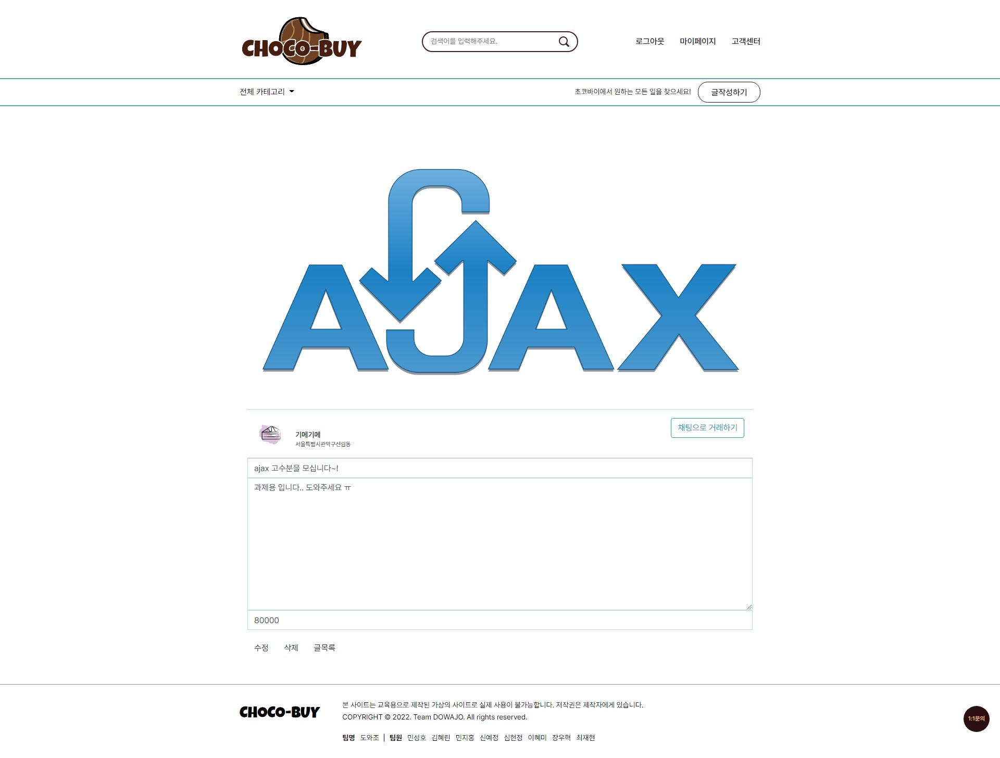 CHOCO-BUY
검색어를 입력해주세요.
로그아웃 마이페이지 고객센터
전체 카테고리
초코바이에서 원하는 모든 일을 찾으세요!
글작성하기
AJAX
기메기메
서울특별시관악구신림동
채팅으로 거래하기
ajax 고수분을 모십니다~!
과제용 입니다.. 도와주세요 ㅠ
80000
수정 삭제 글목록
CHOCO-BUY
본 사이트는 교육용으로 제작된 가상의 사이트로 실제 사용이 불가능합니다. 저작권은 제작자에게 있습니다.
COPYRIGHT © 2022. Team DOWAJO. All rights reserved.
팀명 도와조 | 팀원 민성호 김혜린 민지홍 신예정 심현정 이혜미 장우혁 최재현
1:1문의